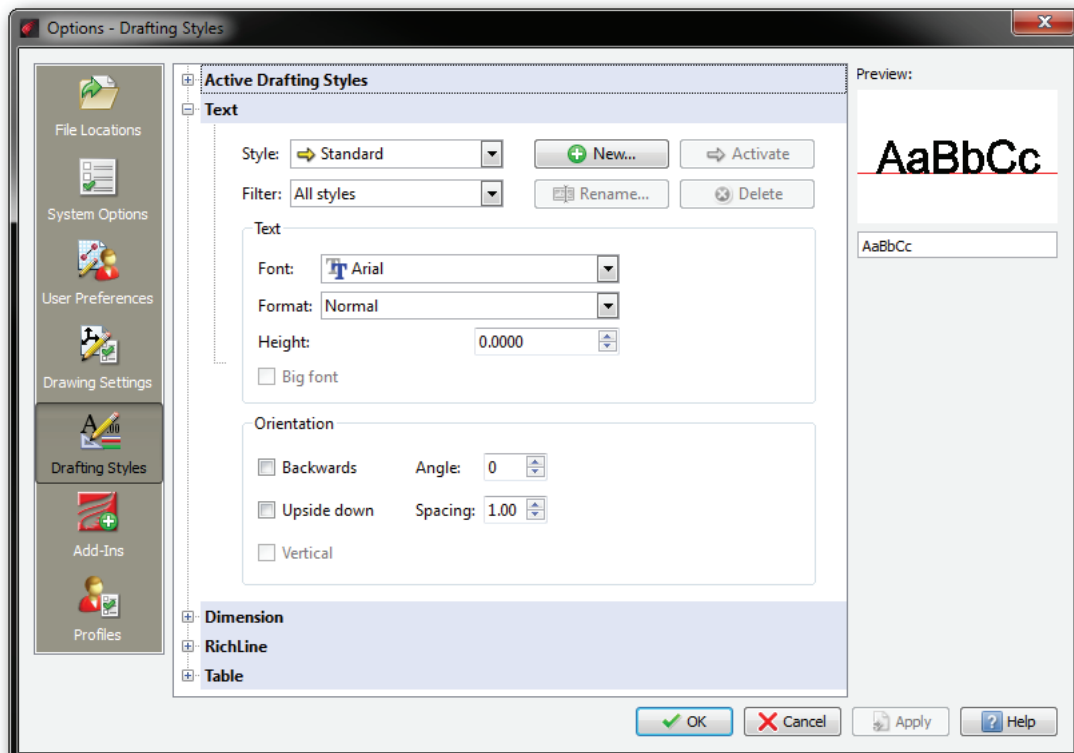 Options - Drafting Styles
File Locations
System Options
User Preferences
Drawing Settings
Drafting Styles
Add-Ins
Profiles
Active Drafting Styles
Text
Style: Standard New... Activate
Filter: All styles Rename... Delete
Text
Font: Arial
Format: Normal
Height: 0.0000
Big font
Orientation
Backwards Angle: 0
Upside down Spacing: 1.00
Vertical
Dimension
RichLine
Table
Preview:
AaBbCc
AaBbCc
OK Cancel Apply Help